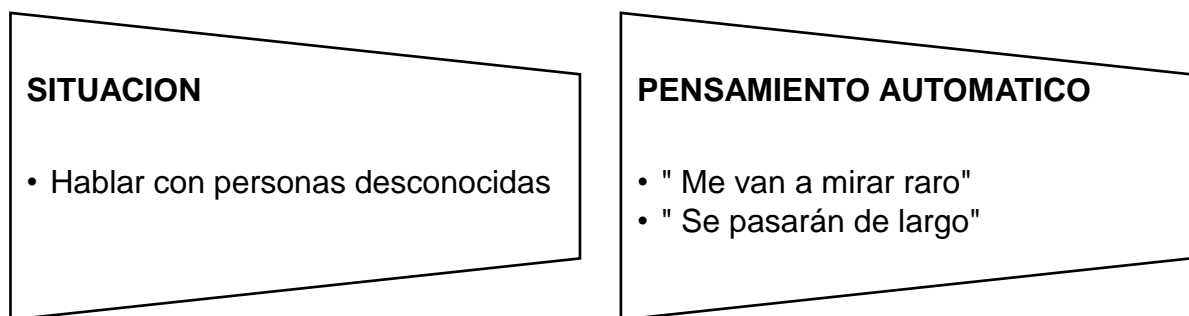 SITUACION
• Hablar con personas desconocidas
PENSAMIENTO AUTOMATICO
• " Me van a mirar raro"
• " Se pasarán de largo"